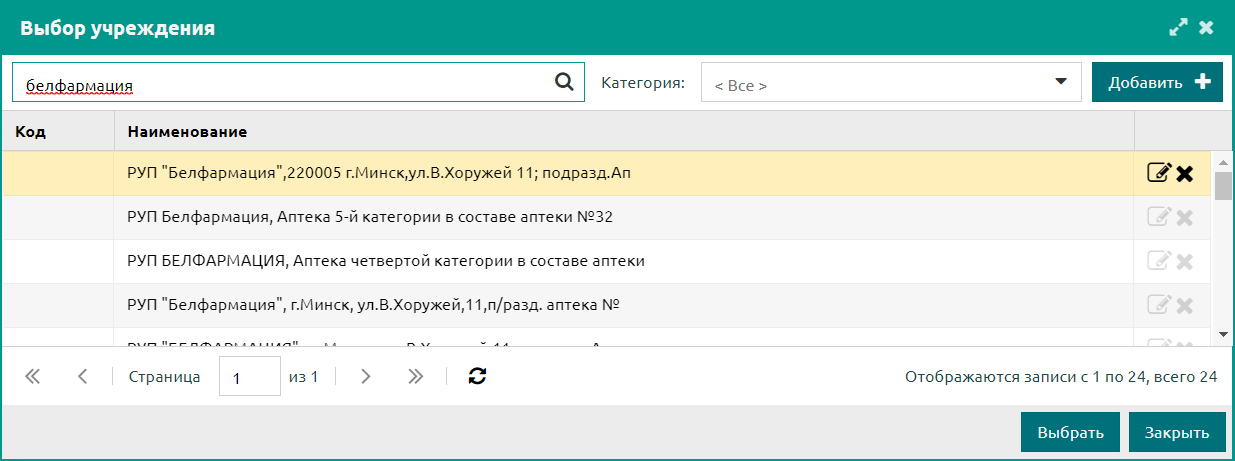 Выбор учреждения
белфармация Категория: < Все > Добавить
Код Наименование
РУП "Белфармация",220005 г.Минск,ул.В.Хоружей 11; подразд.Ап
РУП Белфармация, Аптека 5-й категории в составе аптеки №32
РУП БЕЛФАРМАЦИЯ, Аптека четвертой категории в составе аптеки
РУП "Белфармация", г.Минск, ул.В.Хоружей,11,п/разд. аптека №
РУП "БЕЛФАРМАЦИЯ"
Страница 1 из 1 Отображаются записи с 1 по 24, всего 24
Выбрать Закрыть